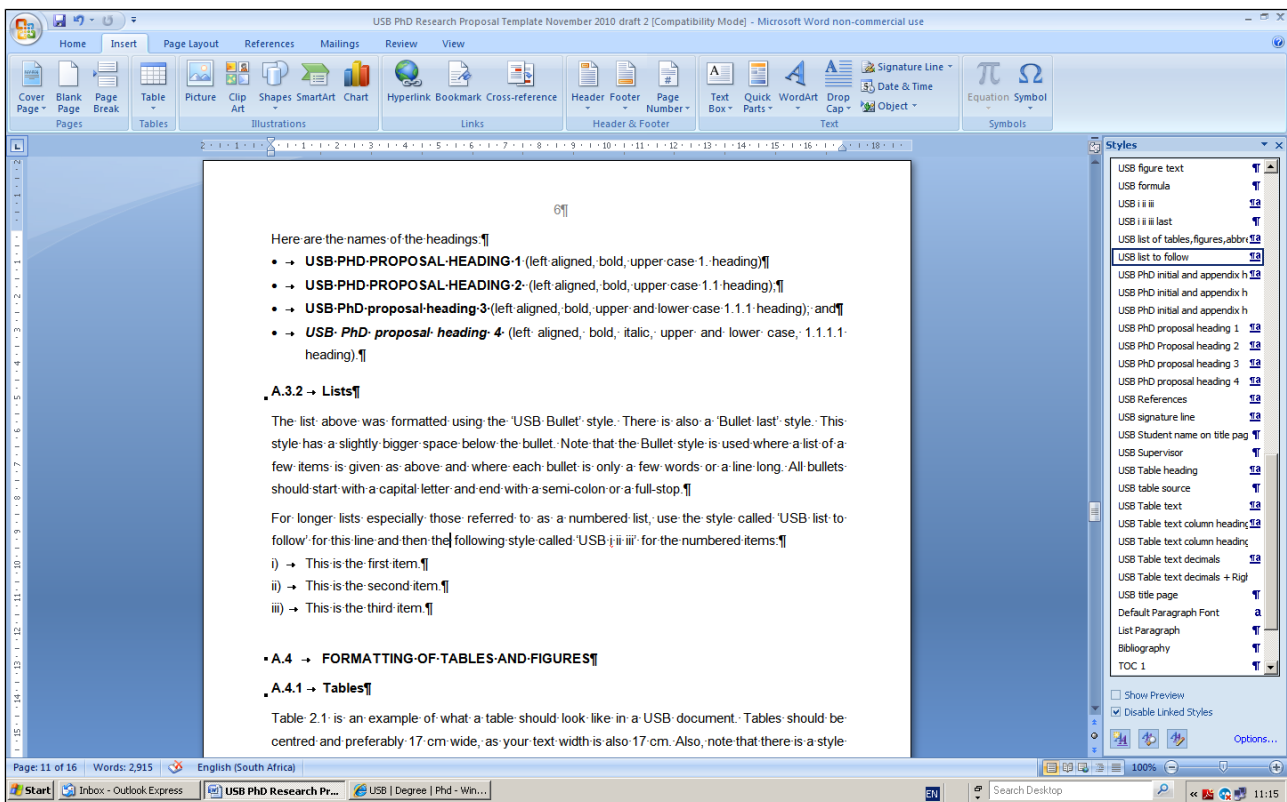 USB PhD Research Proposal Template November 2010 draft 2 [Compatibility Mode] - Microsoft Word non-commercial use
Home Insert Page Layout References Mailings Review View
Cover Page Blank Page Page Break Table Picture Clip Art Shapes SmartArt Chart Hyperlink Bookmark Cross-reference Header Footer Page Number Text Box Quick Parts WordArt Drop Cap Signature Line Date & Time Object Equation Symbol
Pages Tables Illustrations Links Header & Footer Text Symbols
2 1 1 2 3 4 5 6 7 8 9 10 11 12 13 14 15 16 18
6¶
Here are the names of the headings:¶
• → USB PHD PROPOSAL HEADING 1 (left aligned, bold, upper case 1. heading)¶
• → USB PHD PROPOSAL HEADING 2 (left aligned, bold, upper case 1.1 heading);¶
• → USB PhD proposal heading 3 (left aligned, bold, upper and lower case 1.1.1 heading); and¶
• → USB PhD proposal heading 4 (left aligned, bold, italic, upper and lower case, 1.1.1.1
heading).¶
A.3.2 → Lists¶
The list above was formatted using the ‘USB Bullet’ style. There is also a ‘Bullet last’ style. This
style has a slightly bigger space below the bullet. Note that the Bullet style is used where a list of a
few items is given as above and where each bullet is only a few words or a line long. All bullets
should start with a capital letter and end with a semi-colon or a full-stop.¶
For longer lists especially those referred to as a numbered list, use the style called ‘USB list to
follow’ for this line and then the following style called ‘USB i ii iii’ for the numbered items:¶
i) → This is the first item.¶
ii) → This is the second item.¶
iii) → This is the third item.¶
A.4 → FORMATTING OF TABLES AND FIGURES¶
A.4.1 → Tables¶
Table 2.1 is an example of what a table should look like in a USB document. Tables should be
centred and preferably 17 cm wide, as your text width is also 17 cm. Also, note that there is a style
Styles
USB figure text ¶
USB formula ¶
USB i ii iii ¶a
USB i ii iii last ¶
USB list of tables,figures,abbre ¶a
USB list to follow ¶a
USB PhD initial and appendix h ¶a
USB PhD initial and appendix h
USB PhD initial and appendix h
USB PhD proposal heading 1 ¶a
USB PhD Proposal heading 2 ¶a
USB PhD proposal heading 3 ¶a
USB PhD proposal heading 4 ¶a
USB References ¶a
USB signature line ¶a
USB Student name on title pag ¶
USB Supervisor ¶
USB Table heading ¶a
USB table source ¶
USB Table text ¶a
USB Table text column heading ¶a
USB Table text column heading
USB Table text decimals ¶a
USB Table text decimals + Righ
USB title page ¶
Default Paragraph Font a
List Paragraph ¶
Bibliography ¶
TOC 1 ¶
Show Preview
Disable Linked Styles
Options...
Page: 11 of 16 Words: 2,915 English (South Africa) 100%
Start Inbox - Outlook Express USB PhD Research Pr... USB | Degree | Phd - Win... EN Search Desktop 11:15